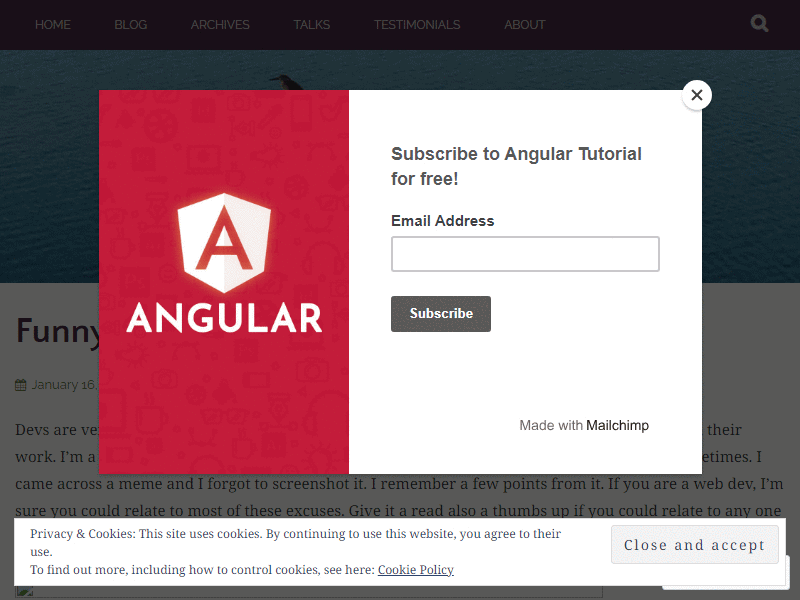 HOME BLOG ARCHIVES TALKS TESTIMONIALS ABOUT
Subscribe to Angular Tutorial
for free!
Email Address
Subscribe
ANGULAR
Made with Mailchimp
Funny
January 16,
Devs are ve their
work. I'm a etimes. I
came across a meme and I forgot to screenshot it. I remember a few points from it. If you are a web dev, I'm
sure you could relate to most of these excuses. Give it a read also a thumbs up if you could relate to any one
Privacy & Cookies: This site uses cookies. By continuing to use this website, you agree to their
use.
To find out more, including how to control cookies, see here: Cookie Policy
Close and accept